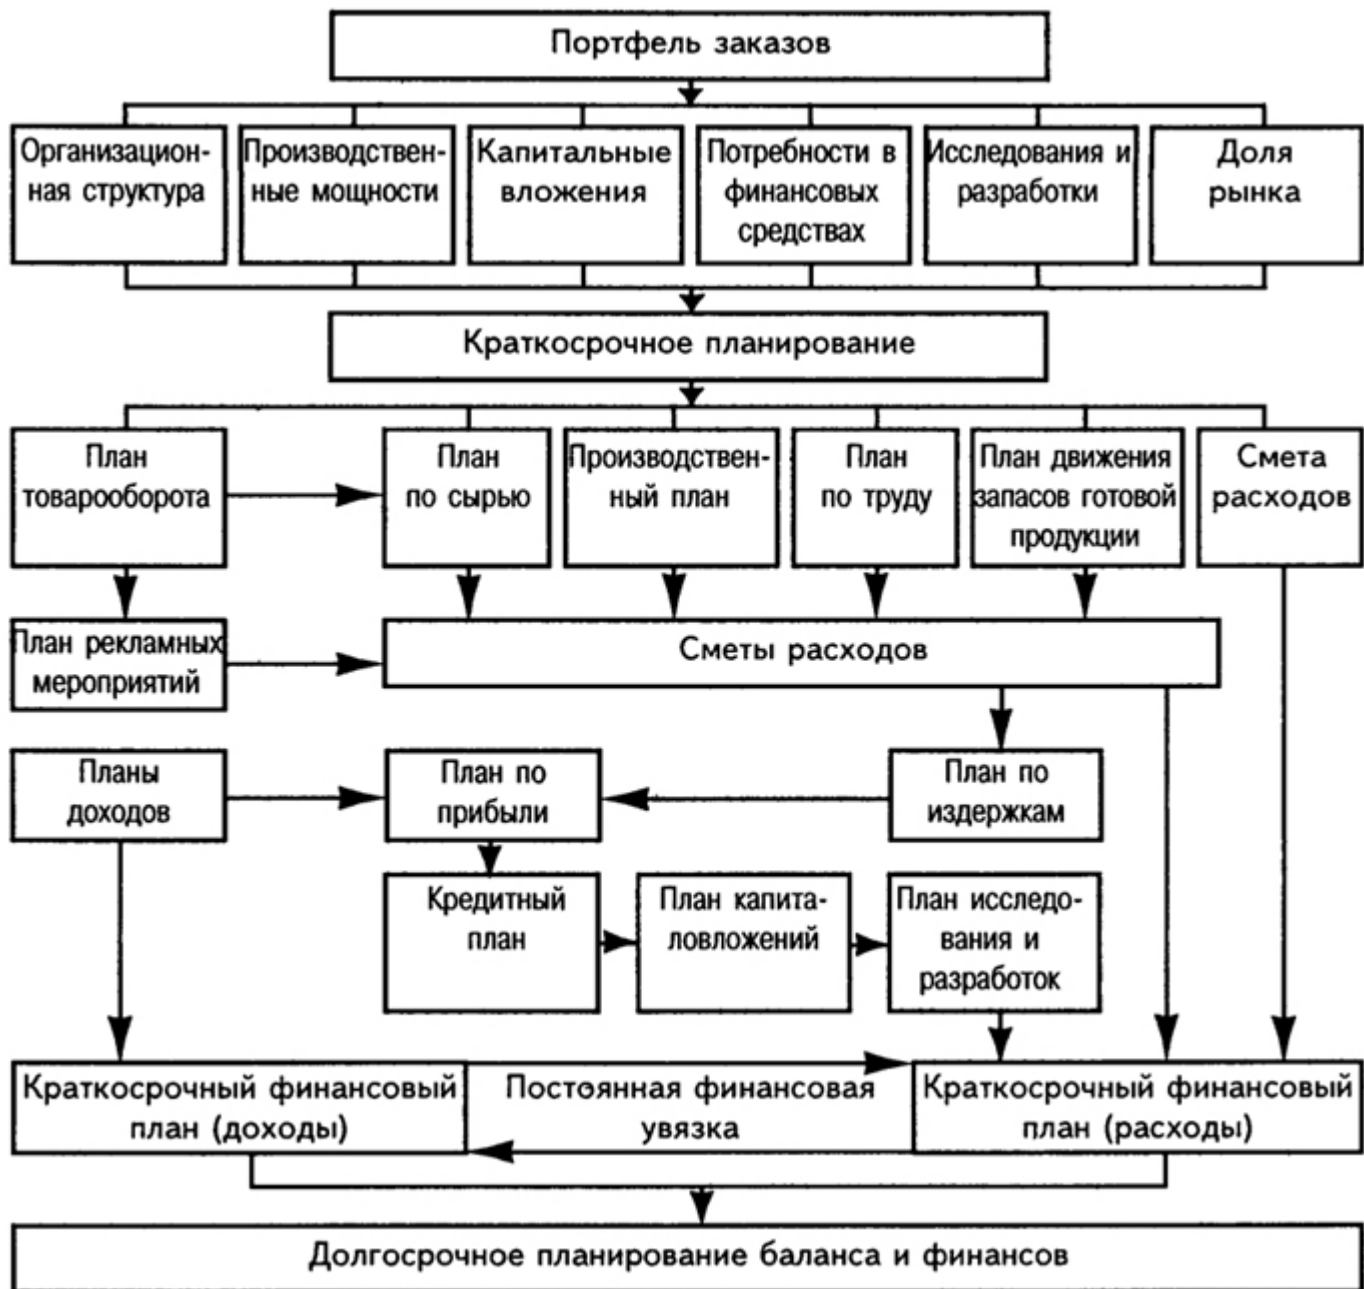 Портфель заказов
Организацион-
ная структура
Производствен-
ные мощности
Капитальные
вложения
Потребности в
финансовых
средствах
Исследования и
разработки
Доля
рынка
Краткосрочное планирование
План
товарооборота
План
по сырью
Производствен-
ный план
План
по труду
План движения
запасов готовой
продукции
Смета
расходов
План рекламных
мероприятий
Сметы расходов
Планы
доходов
План по
прибыли
План по
издержкам
Кредитный
план
План капита-
ловложений
План исследо-
вания и
разработок
Краткосрочный финансовый
план (доходы)
Постоянная финансовая
увязка
Краткосрочный финансовый
план (расходы)
Долгосрочное планирование баланса и финансов